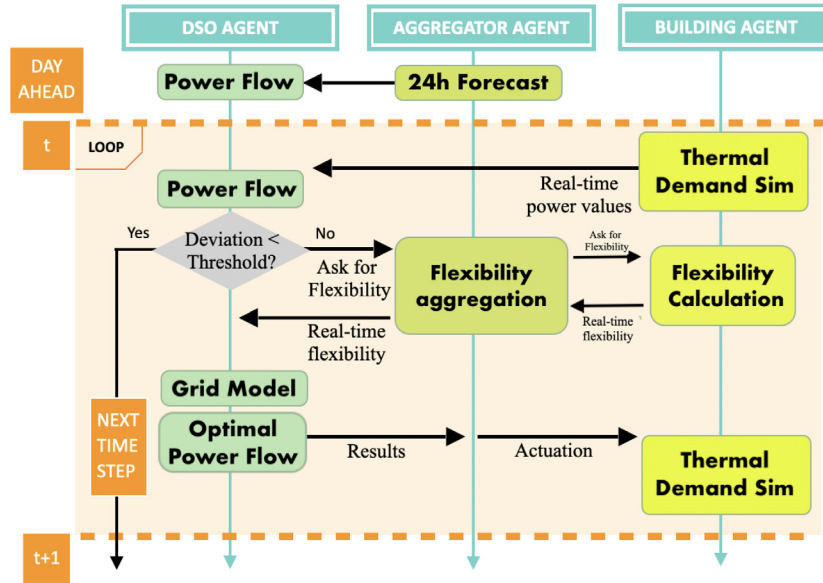 DSO AGENT
AGGREGATOR AGENT
BUILDING AGENT
DAY
AHEAD
Power Flow
24h Forecast
t
LOOP
Thermal
Demand Sim
Real-time
power values
Power Flow
Yes
Deviation <
Threshold?
No
Ask for
Flexibility
Flexibility
aggregation
Ask for
Flexibility
Flexibility
Calculation
Real-time
flexibility
Real-time
flexibility
Grid Model
Optimal
Power Flow
Results
Actuation
Thermal
Demand Sim
NEXT
TIME
STEP
t+1